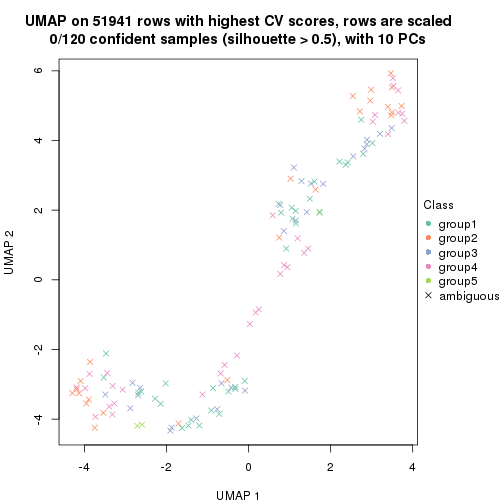 UMAP on 51941 rows with highest CV scores, rows are scaled
0/120 confident samples (silhouette > 0.5), with 10 PCs
6
4
2
0
-2
-4
UMAP 2
-4
-2
0
2
4
UMAP 1
Class
group1
group2
group3
group4
group5
ambiguous